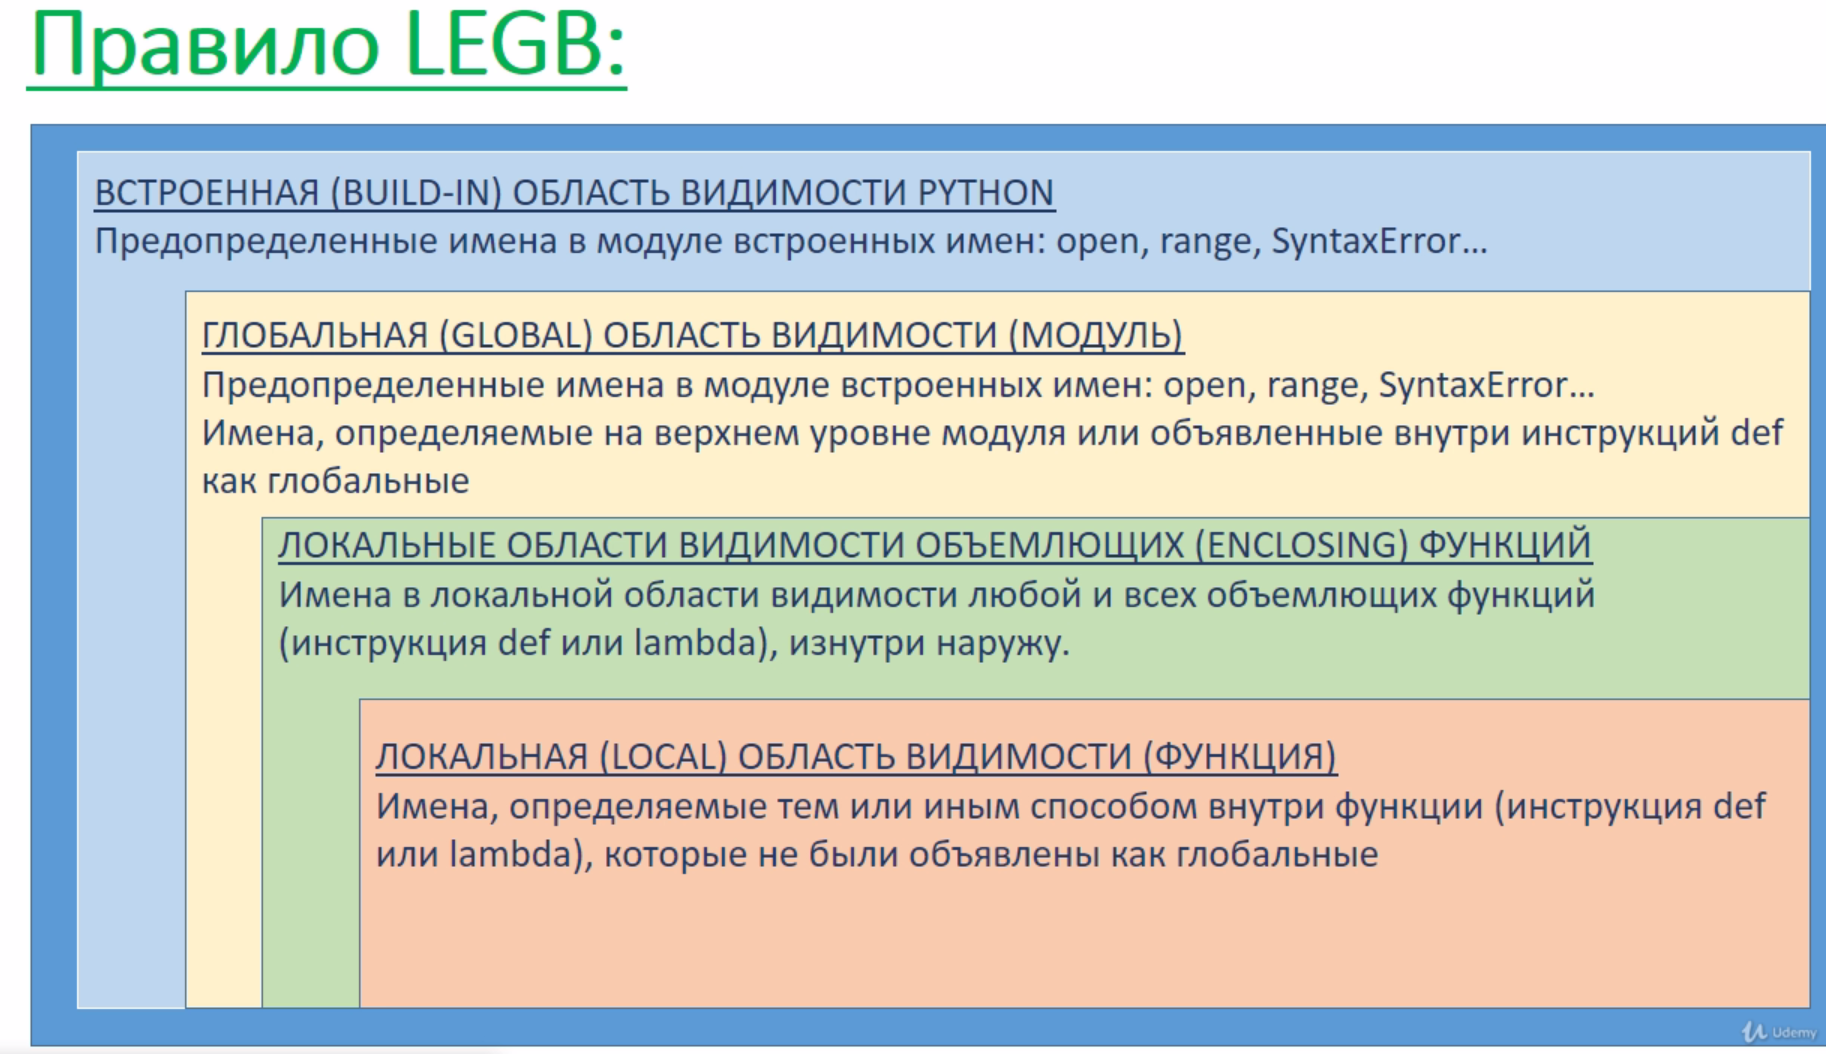 Правило LEGB:
ВСТРОЕННАЯ (BUILD-IN) ОБЛАСТЬ ВИДИМОСТИ PYTHON
Предопределенные имена в модуле встроенных имен: open, range, SyntaxError...
ГЛОБАЛЬНАЯ (GLOBAL) ОБЛАСТЬ ВИДИМОСТИ (МОДУЛЬ)
Предопределенные имена в модуле встроенных имен: open, range, SyntaxError...
Имена, определяемые на верхнем уровне модуля или объявленные внутри инструкций def
как глобальные
ЛОКАЛЬНЫЕ ОБЛАСТИ ВИДИМОСТИ ОБЪЕМЛЮЩИХ (ENCLOSING) ФУНКЦИЙ
Имена в локальной области видимости любой и всех объемлющих функций
(инструкция def или lambda), изнутри наружу.
ЛОКАЛЬНАЯ (LOCAL) ОБЛАСТЬ ВИДИМОСТИ (ФУНКЦИЯ)
Имена, определяемые тем или иным способом внутри функции (инструкция def
или lambda), которые не были объявлены как глобальные
Udemy